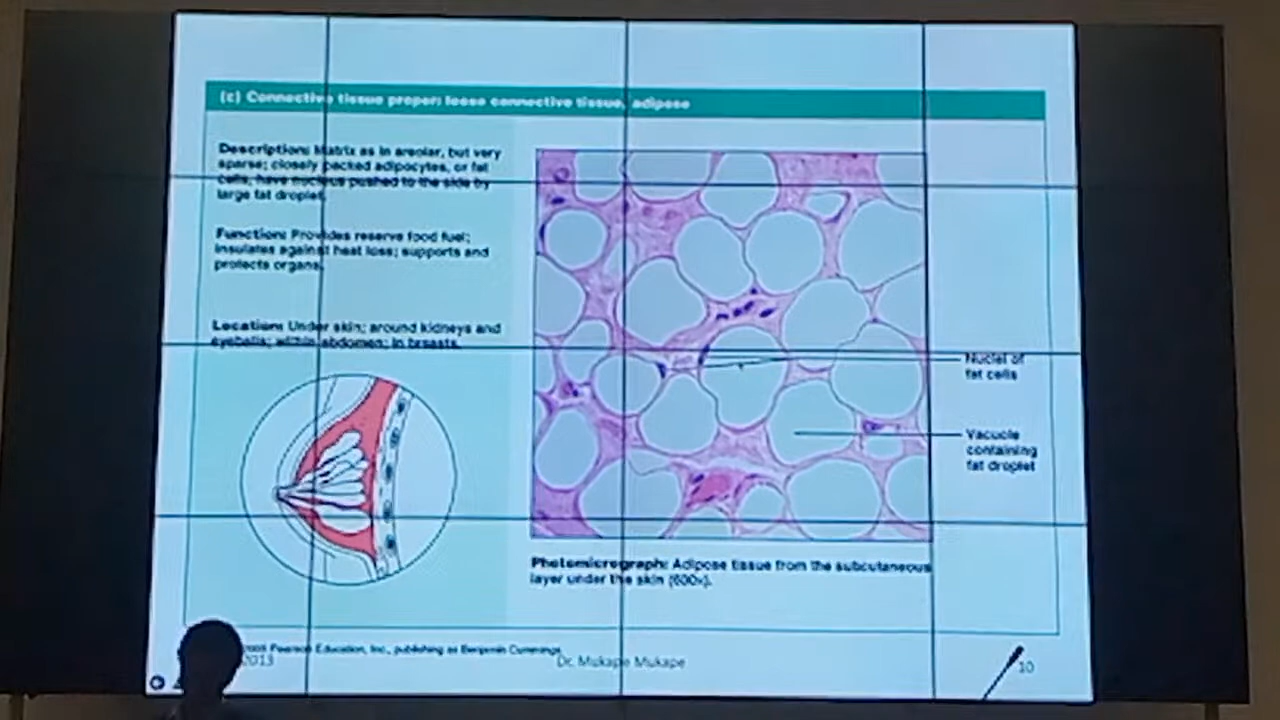 (c) Connective tissue proper: loose connective tissue, adipose
Description: Matrix as in areolar, but very
sparse; closely packed adipocytes, or fat
cells, have nucleus pushed to the side by
large fat droplet.
Function: Provides reserve food fuel;
insulates against heat loss; supports and
protects organs.
Location: Under skin; around kidneys and
eyeballs; within abdomen; in breasts.
Nuclei of
fat cells
Vacuole
containing
fat droplet
Photomicrograph: Adipose tissue from the subcutaneous
layer under the skin (600×).
Pearson Education, Inc., publishing as Benjamin Cummings.
2013
Dr. Mukape Mukape
10